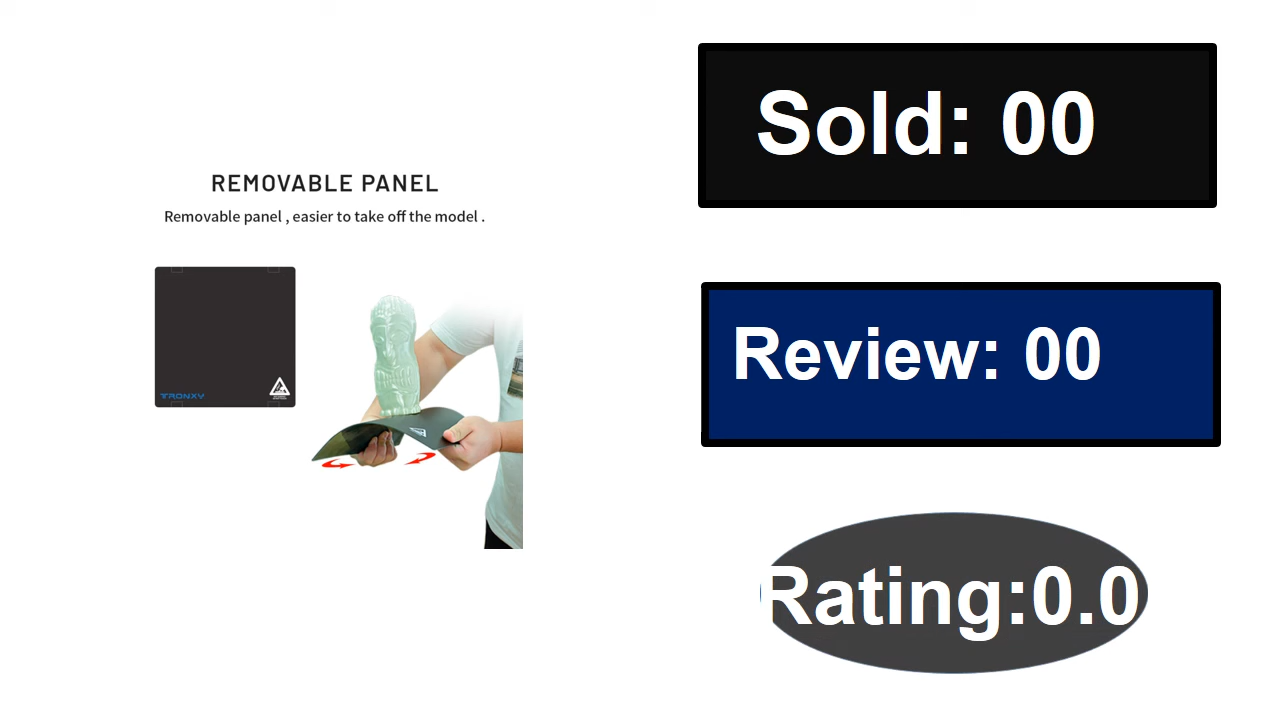 REMOVABLE PANEL
Removable panel , easier to take off the model .
TRONXY
Sold: 00
Review: 00
Rating:0.0